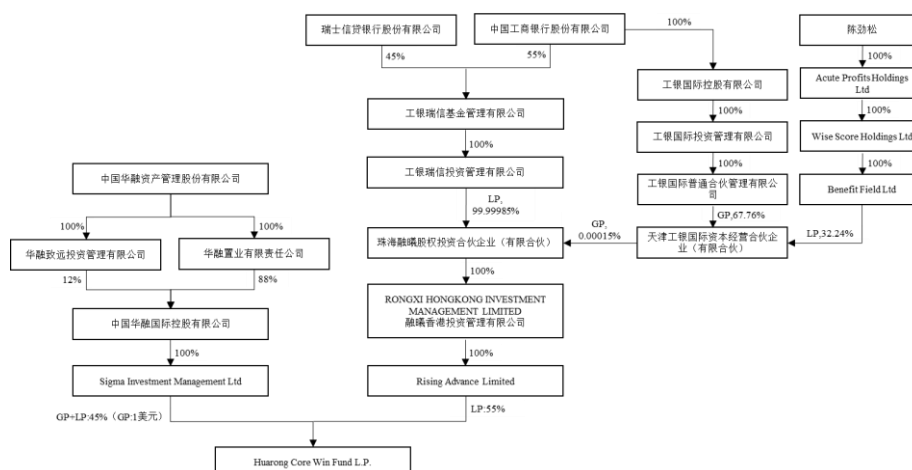 瑞士信贷银行股份有限公司
中国工商银行股份有限公司
100%
陈劲松
45%
55%
100%
工银国际控股有限公司
Acute Profits Holdings
Ltd
工银瑞信基金管理有限公司
100%
100%
100%
工银国际投资管理有限公司
Wise Score Holdings Ltd
中国华融资产管理股份有限公司
工银瑞信投资管理有限公司
100%
100%
LP,
99.99985%
工银国际普通合伙管理有限公
司
Benefit Field Ltd
100%
100%
GP,
0.00015%
GP,67.76%
LP,32.24%
华融致远投资管理有限公司
华融置业有限责任公司
珠海融曦股权投资合伙企业（有限合伙）
天津工银国际资本经营合伙企
业（有限合伙）
12%
88%
100%
中国华融国际控股有限公司
RONGXI HONGKONG INVESTMENT
MANAGEMENT LIMITED
融曦香港投资管理有限公司
100%
100%
Sigma Investment Management Ltd
Rising Advance Limited
GP+LP:45%（GP:1美元）
LP:55%
Huarong Core Win Fund L.P.